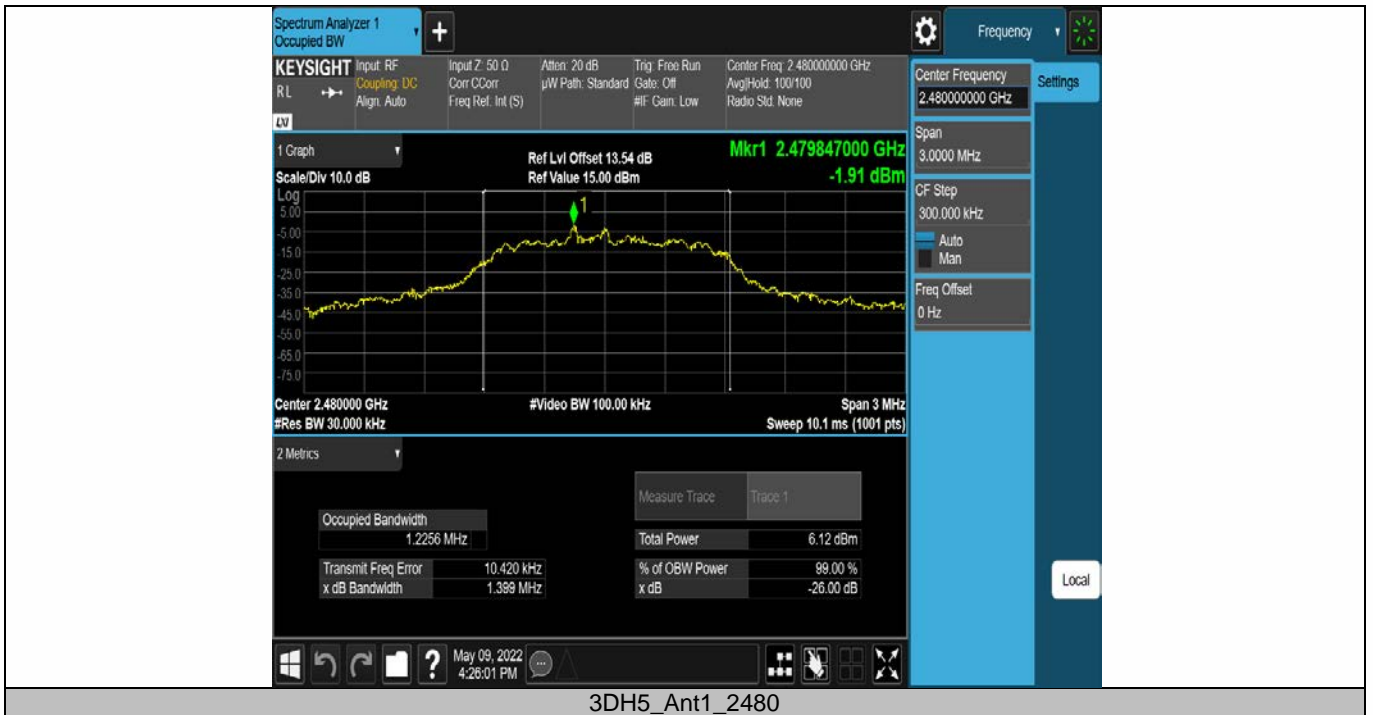 Spectrum Analyzer 1
Occupied BW
+
Frequency
KEYSIGHT Input: RF Input Z: 50 Ω Atten: 20 dB Trig: Free Run Center Freq: 2.480000000 GHz
RL Coupling: DC Corr CCorr µW Path: Standard Gate: Off Avg|Hold: 100/100
Align: Auto Freq Ref: Int (S) #IF Gain: Low Radio Std: None
LXI
Center Frequency
2.480000000 GHz
Settings
Span
3.0000 MHz
CF Step
300.000 kHz
Auto
Man
Freq Offset
0 Hz
Local
1 Graph
Ref Lvl Offset 13.54 dB
Mkr1 2.479847000 GHz
Scale/Div 10.0 dB
Ref Value 15.00 dBm
-1.91 dBm
Log
1
5.00
-5.00
-15.0
-25.0
-35.0
-45.0
-55.0
-65.0
-75.0
Center 2.480000 GHz #Video BW 100.00 kHz Span 3 MHz
#Res BW 30.000 kHz Sweep 10.1 ms (1001 pts)
2 Metrics
Measure Trace Trace 1
Occupied Bandwidth
1.2256 MHz
Total Power 6.12 dBm
Transmit Freq Error 10.420 kHz % of OBW Power 99.00 %
x dB Bandwidth 1.399 MHz x dB -26.00 dB
?
May 09, 2022
4:26:01 PM
3DH5_Ant1_2480